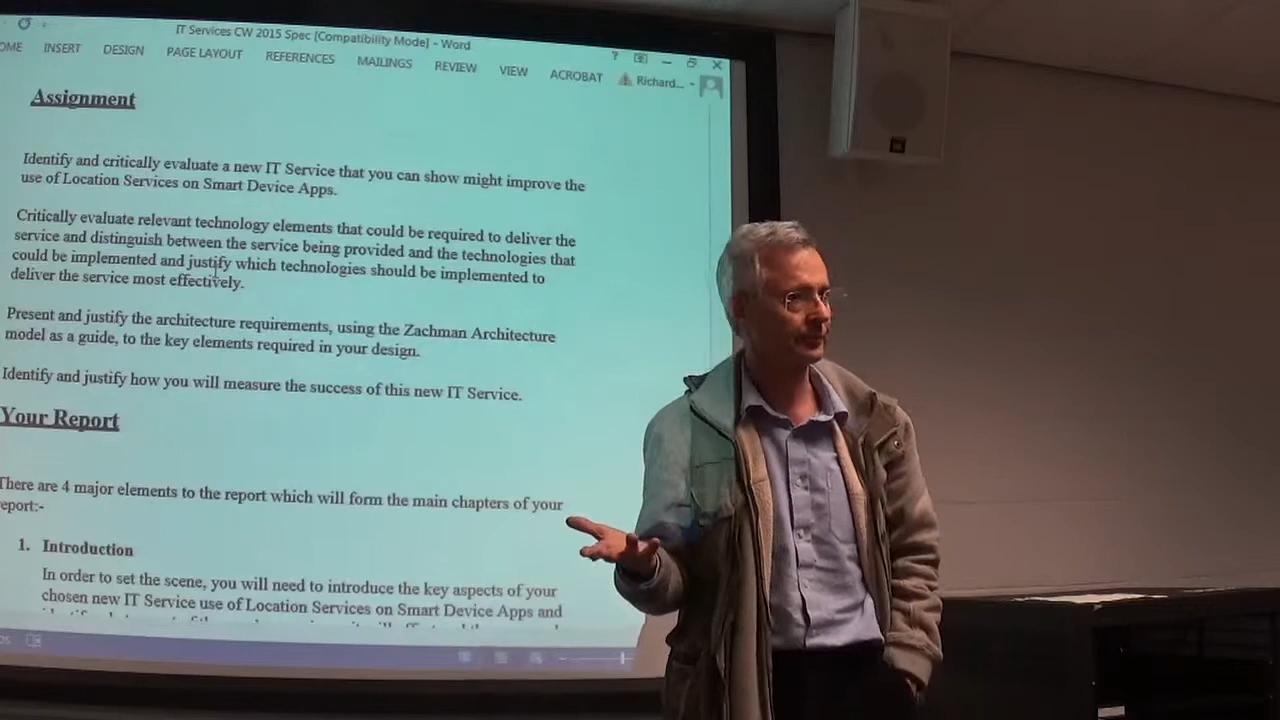 IT Services CW 2015 Spec [Compatibility Mode] - Word
OME INSERT DESIGN PAGE LAYOUT REFERENCES MAILINGS REVIEW VIEW ACROBAT Richard...
Assignment
Identify and critically evaluate a new IT Service that you can show might improve the
use of Location Services on Smart Device Apps.
Critically evaluate relevant technology elements that could be required to deliver the
service and distinguish between the service being provided and the technologies that
could be implemented and justify which technologies should be implemented to
deliver the service most effectively.
Present and justify the architecture requirements, using the Zachman Architecture
model as a guide, to the key elements required in your design.
Identify and justify how you will measure the success of this new IT Service.
Your Report
There are 4 major elements to the report which will form the main chapters of your
eport:-
1. Introduction
In order to set the scene, you will need to introduce the key aspects of your
chosen new IT Service use of Location Services on Smart Device Apps and